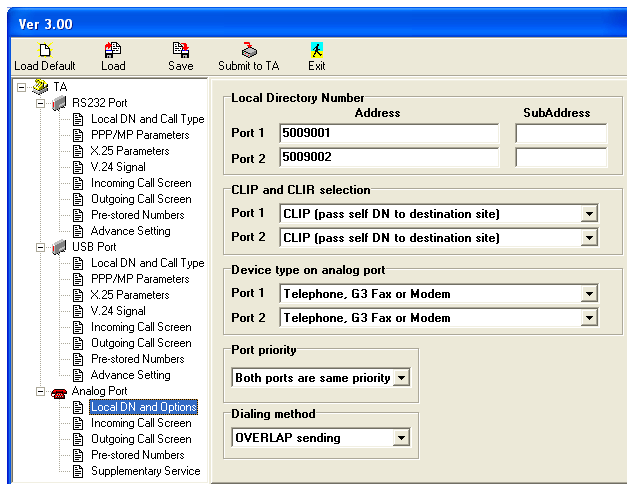 Ver 3.00
Load Default Load Save Submit to TA Exit
TA
RS232 Port
Local DN and Call Type
PPP/MP Parameters
X.25 Parameters
V.24 Signal
Incoming Call Screen
Outgoing Call Screen
Pre-stored Numbers
Advance Setting
USB Port
Local DN and Call Type
PPP/MP Parameters
X.25 Parameters
V.24 Signal
Incoming Call Screen
Outgoing Call Screen
Pre-stored Numbers
Advance Setting
Analog Port
Local DN and Options
Incoming Call Screen
Outgoing Call Screen
Pre-stored Numbers
Supplementary Service
Local Directory Number
Address SubAddress
Port 1 5009001
Port 2 5009002
CLIP and CLIR selection
Port 1 CLIP (pass self DN to destination site)
Port 2 CLIP (pass self DN to destination site)
Device type on analog port
Port 1 Telephone, G3 Fax or Modem
Port 2 Telephone, G3 Fax or Modem
Port priority
Both ports are same priority
Dialing method
OVERLAP sending